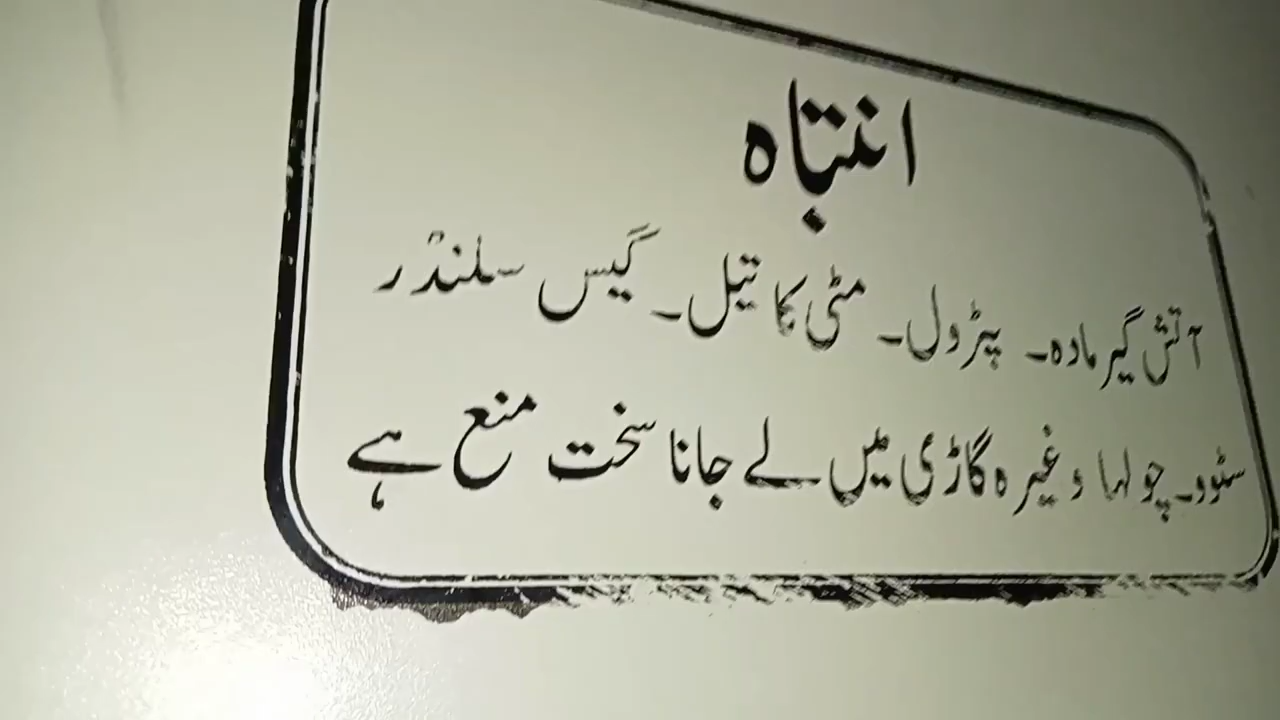 انتباہ
آتش گیر مادہ۔ پٹرول۔ مٹی کا تیل۔ گیس سلنڈر
سٹوو۔ چولہا وغیرہ گاڑی میں لے جانا سخت منع ہے